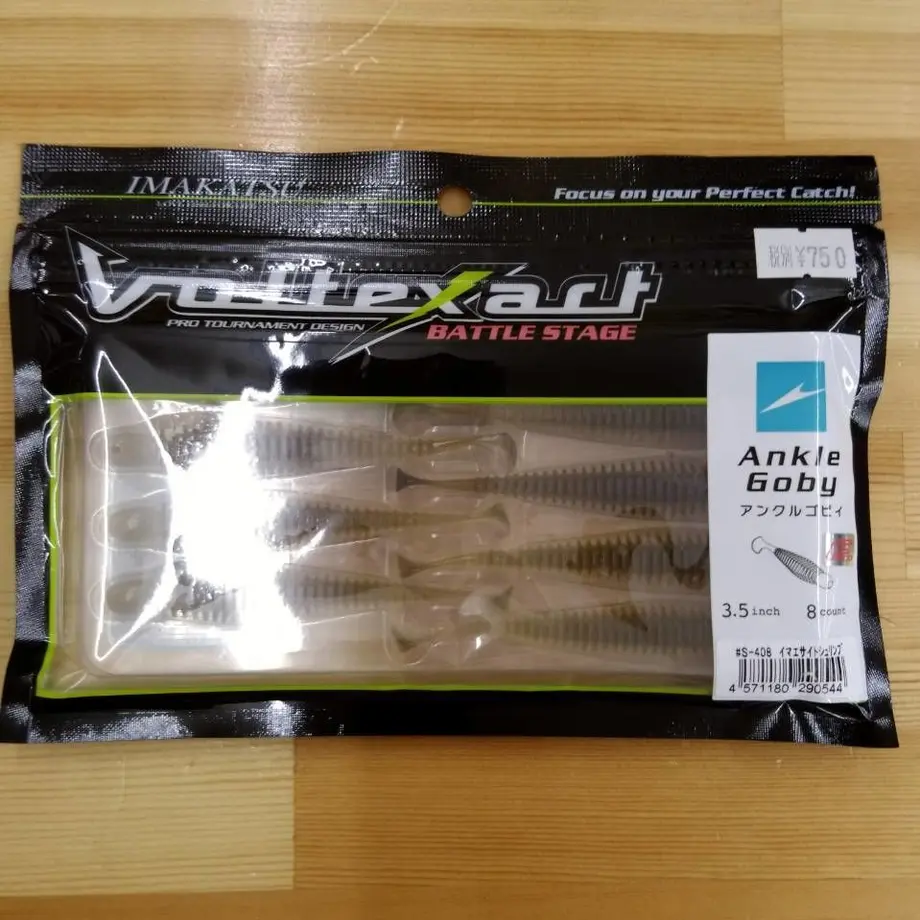 IMAKATSU
Focus on your Perfect Catch!
税別 ¥750
VultexXact
PRO TOURNAMENT DESIGN
BATTLE STAGE
Ankle
Goby
アンクルゴビィ
3.5 inch 8 count
#S-408 イマエサイトシュリンプ
4 571180 290544